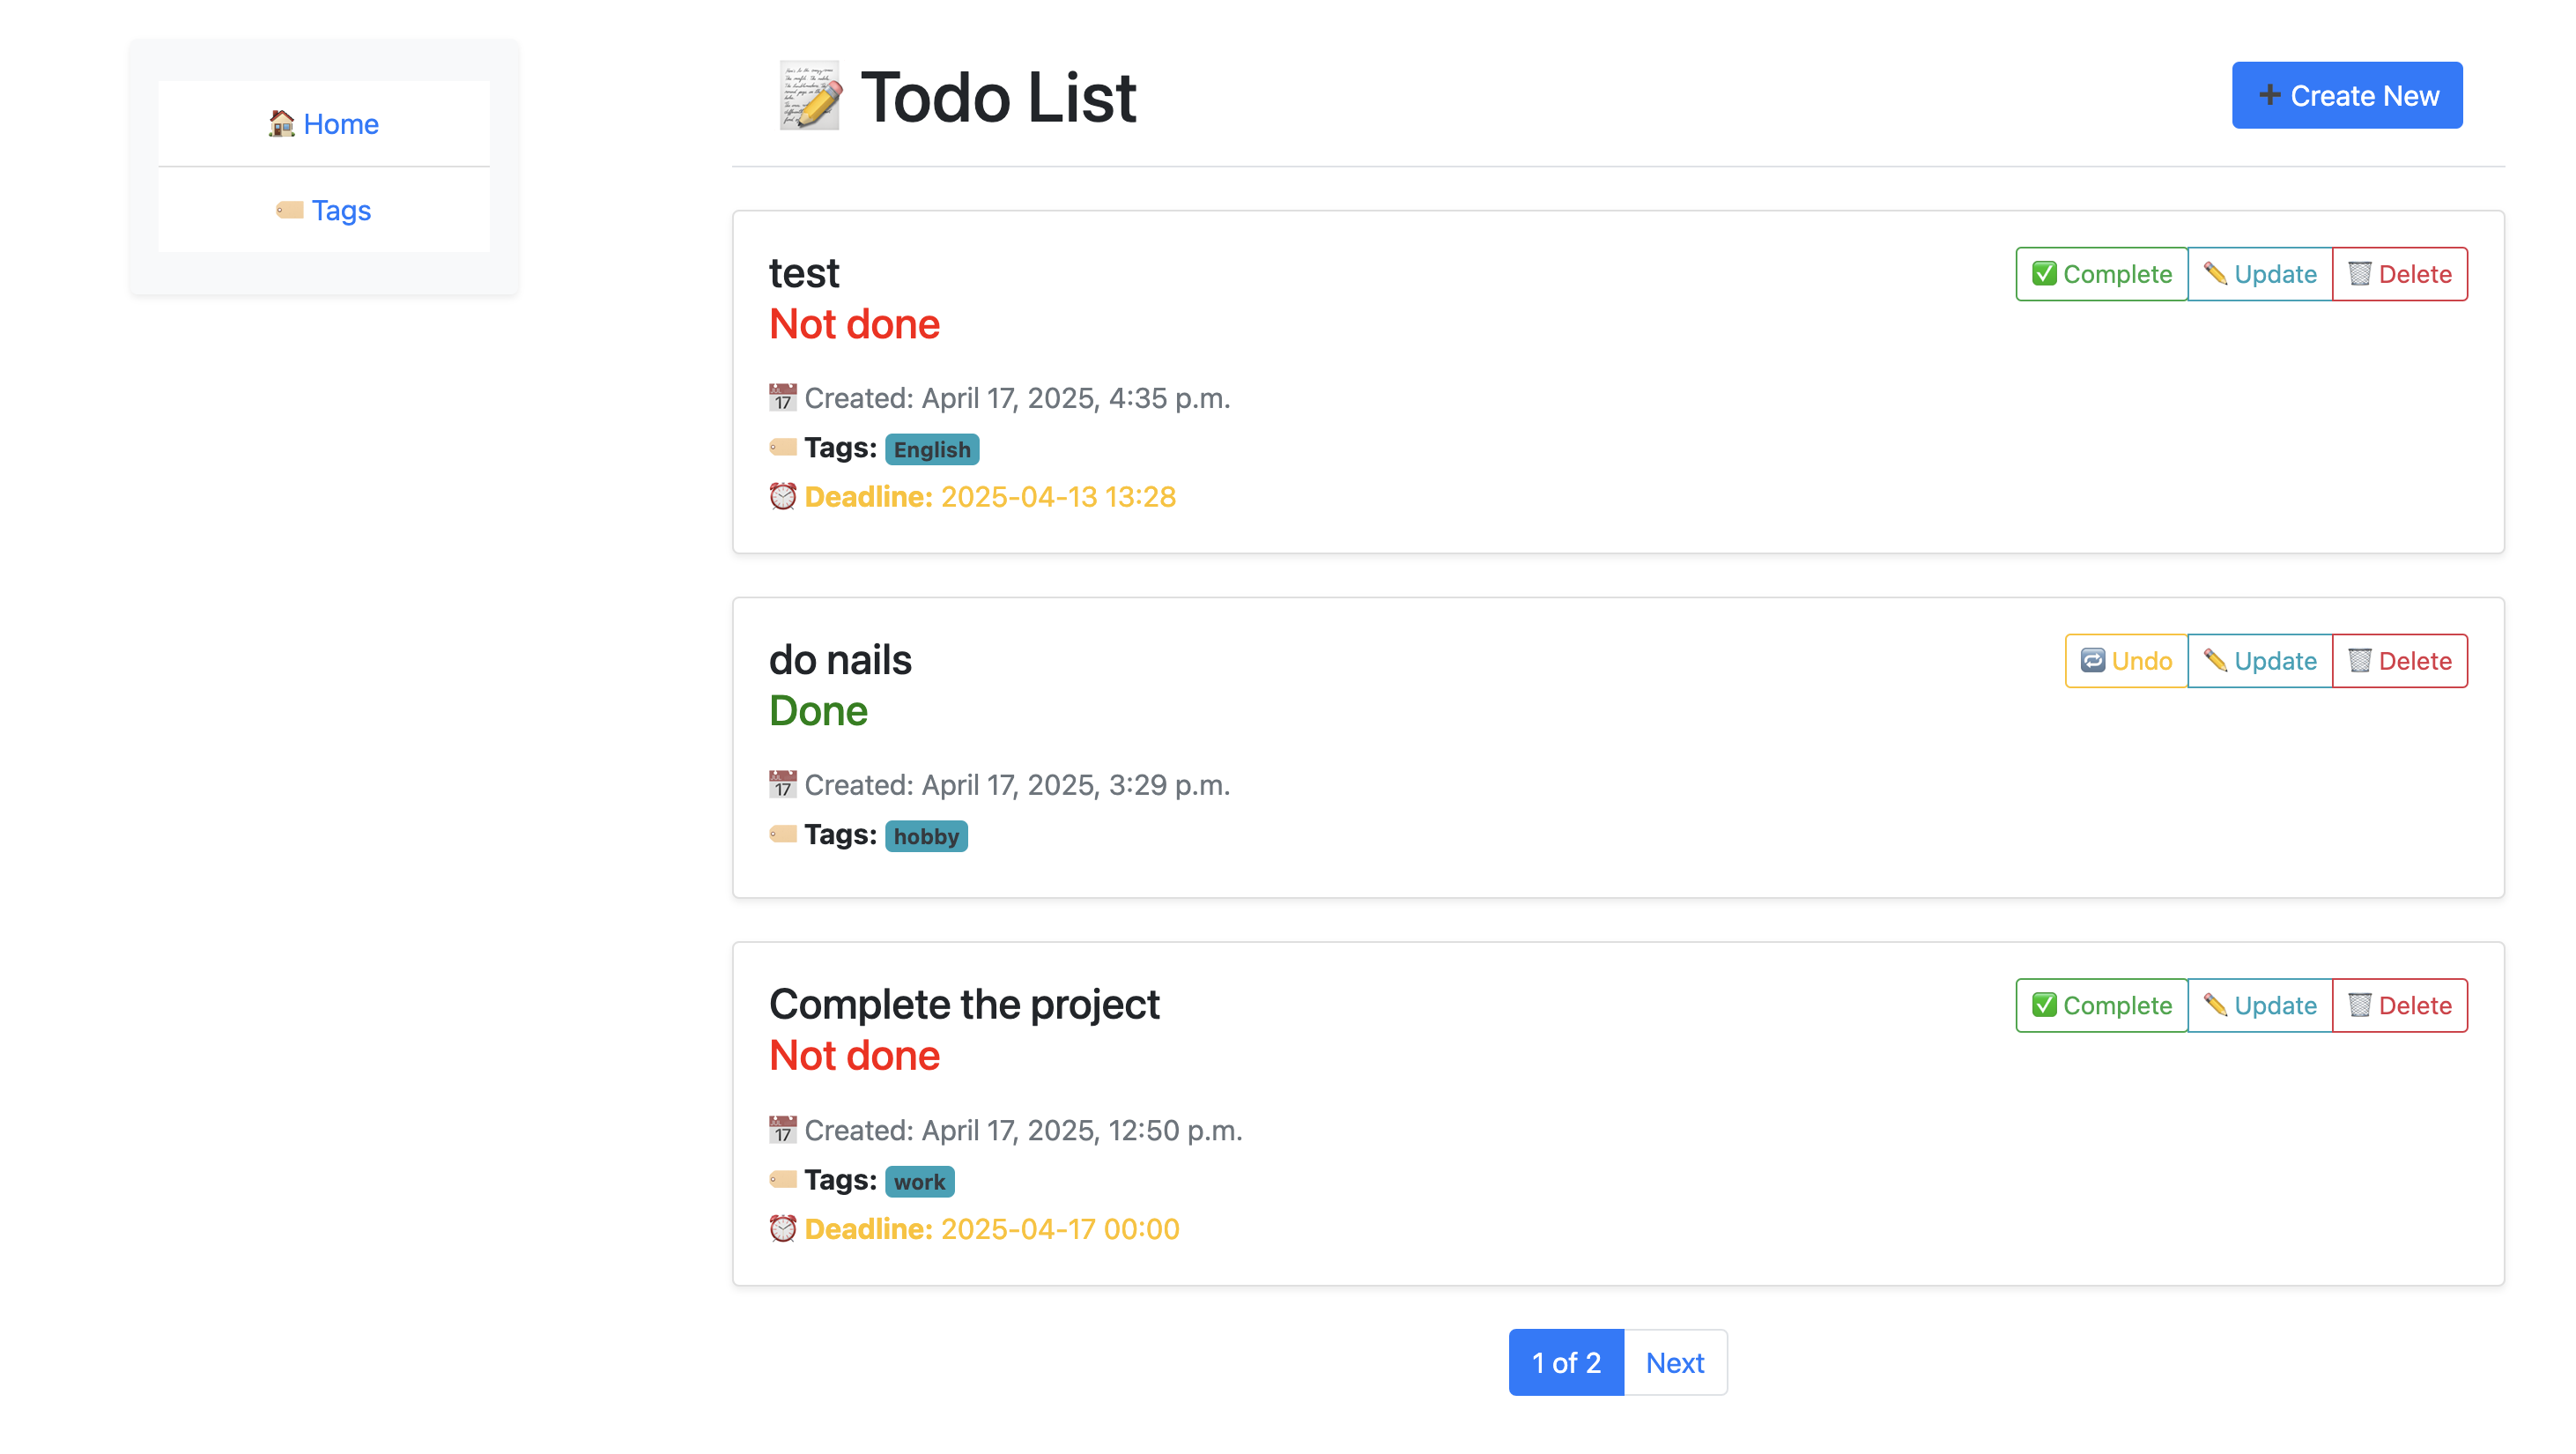 Home
Tags
Todo List
Create New
test
Complete Update Delete
Not done
Created: April 17, 2025, 4:35 p.m.
Tags: English
Deadline: 2025-04-13 13:28
do nails
Undo Update Delete
Done
Created: April 17, 2025, 3:29 p.m.
Tags: hobby
Complete the project
Complete Update Delete
Not done
Created: April 17, 2025, 12:50 p.m.
Tags: work
Deadline: 2025-04-17 00:00
1 of 2 Next